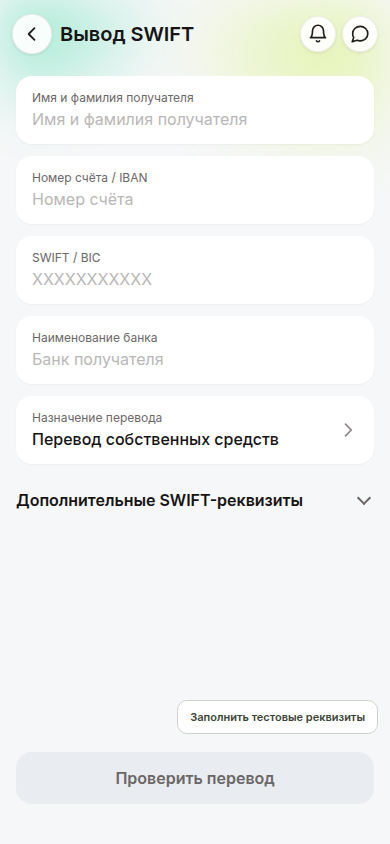 Вывод SWIFT
Имя и фамилия получателя
Имя и фамилия получателя
Номер счёта / IBAN
Номер счёта
SWIFT / BIC
XXXXXXXXXXX
Наименование банка
Банк получателя
Назначение перевода
Перевод собственных средств
Дополнительные SWIFT-реквизиты
Заполнить тестовые реквизиты
Проверить перевод